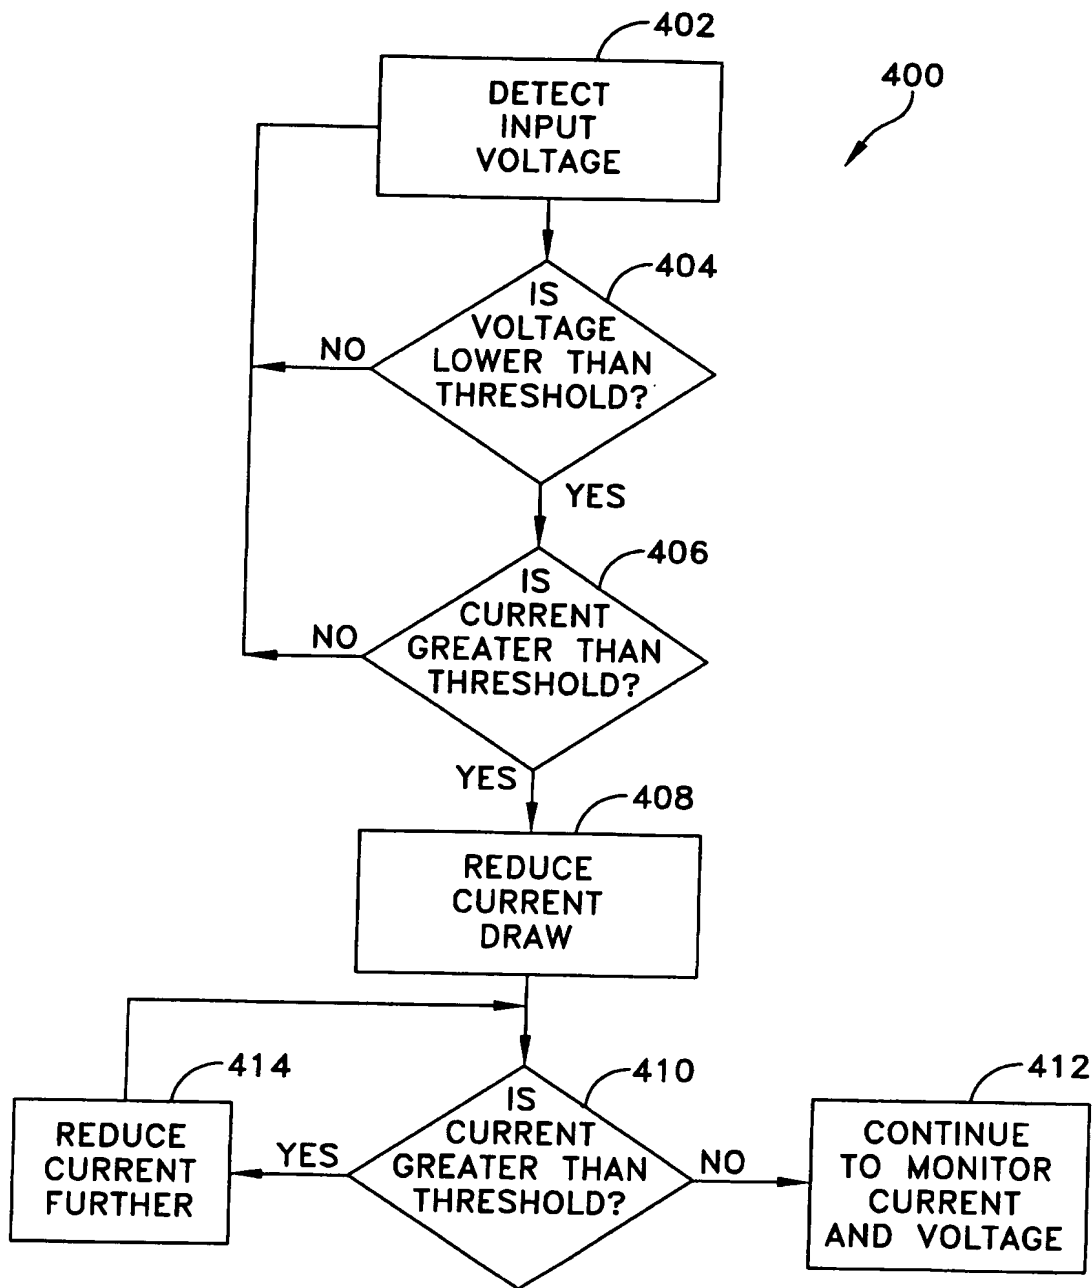 402
DETECT
INPUT
VOLTAGE
400
404
IS
VOLTAGE
LOWER THAN
THRESHOLD?
NO
YES
406
IS
CURRENT
GREATER THAN
THRESHOLD?
NO
YES
408
REDUCE
CURRENT
DRAW
414
REDUCE
CURRENT
FURTHER
YES
410
IS
CURRENT
GREATER THAN
THRESHOLD?
NO
412
CONTINUE
TO MONITOR
CURRENT
AND VOLTAGE